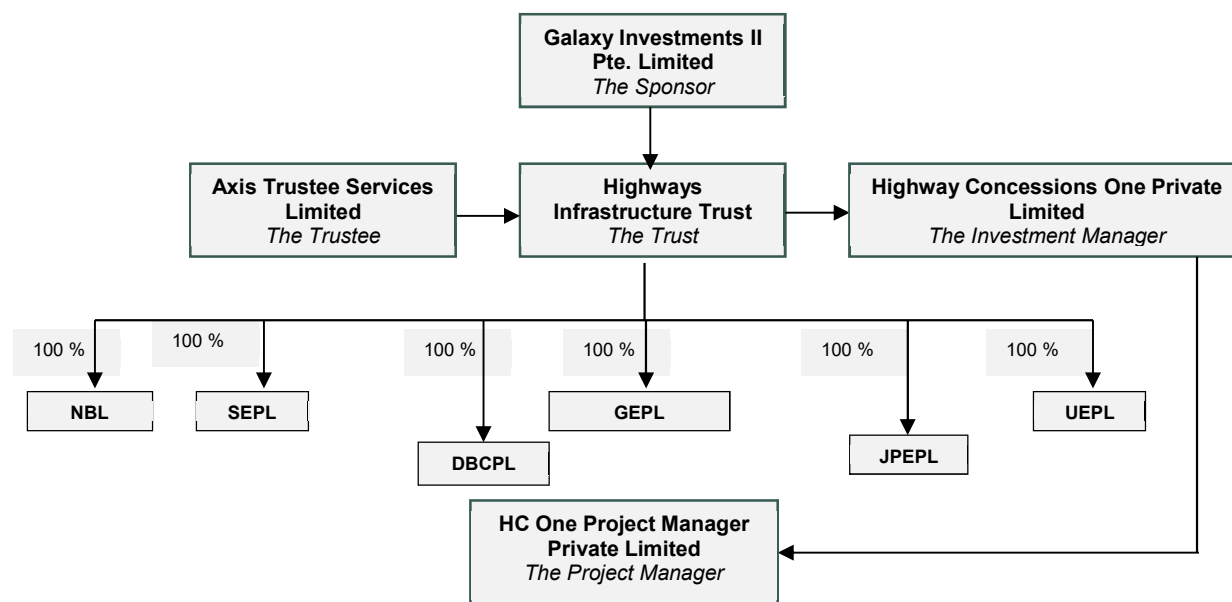 Galaxy Investments II
Pte. Limited
The Sponsor
Axis Trustee Services
Limited
The Trustee
Highways
Infrastructure Trust
The Trust
Highway Concessions One Private
Limited
The Investment Manager
100 %
100 %
100 %
100 %
100 %
100 %
NBL
SEPL
DBCPL
GEPL
JPEPL
UEPL
HC One Project Manager
Private Limited
The Project Manager